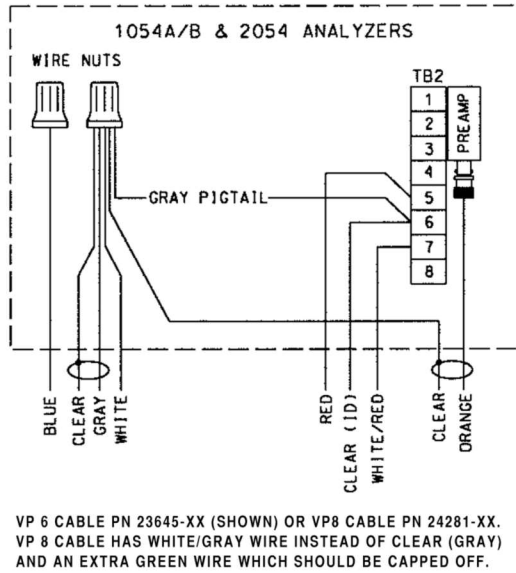 1054A/B & 2054 ANALYZERS
WIRE NUTS
TB2
1
2
3
4
5
6
7
8
PREAMP
GRAY PIGTAIL
BLUE
CLEAR
GRAY
WHITE
RED
CLEAR (ID)
WHITE/RED
CLEAR
ORANGE
VP 6 CABLE PN 23645-XX (SHOWN) OR VP8 CABLE PN 24281-XX.
VP 8 CABLE HAS WHITE/GRAY WIRE INSTEAD OF CLEAR (GRAY)
AND AN EXTRA GREEN WIRE WHICH SHOULD BE CAPPED OFF.